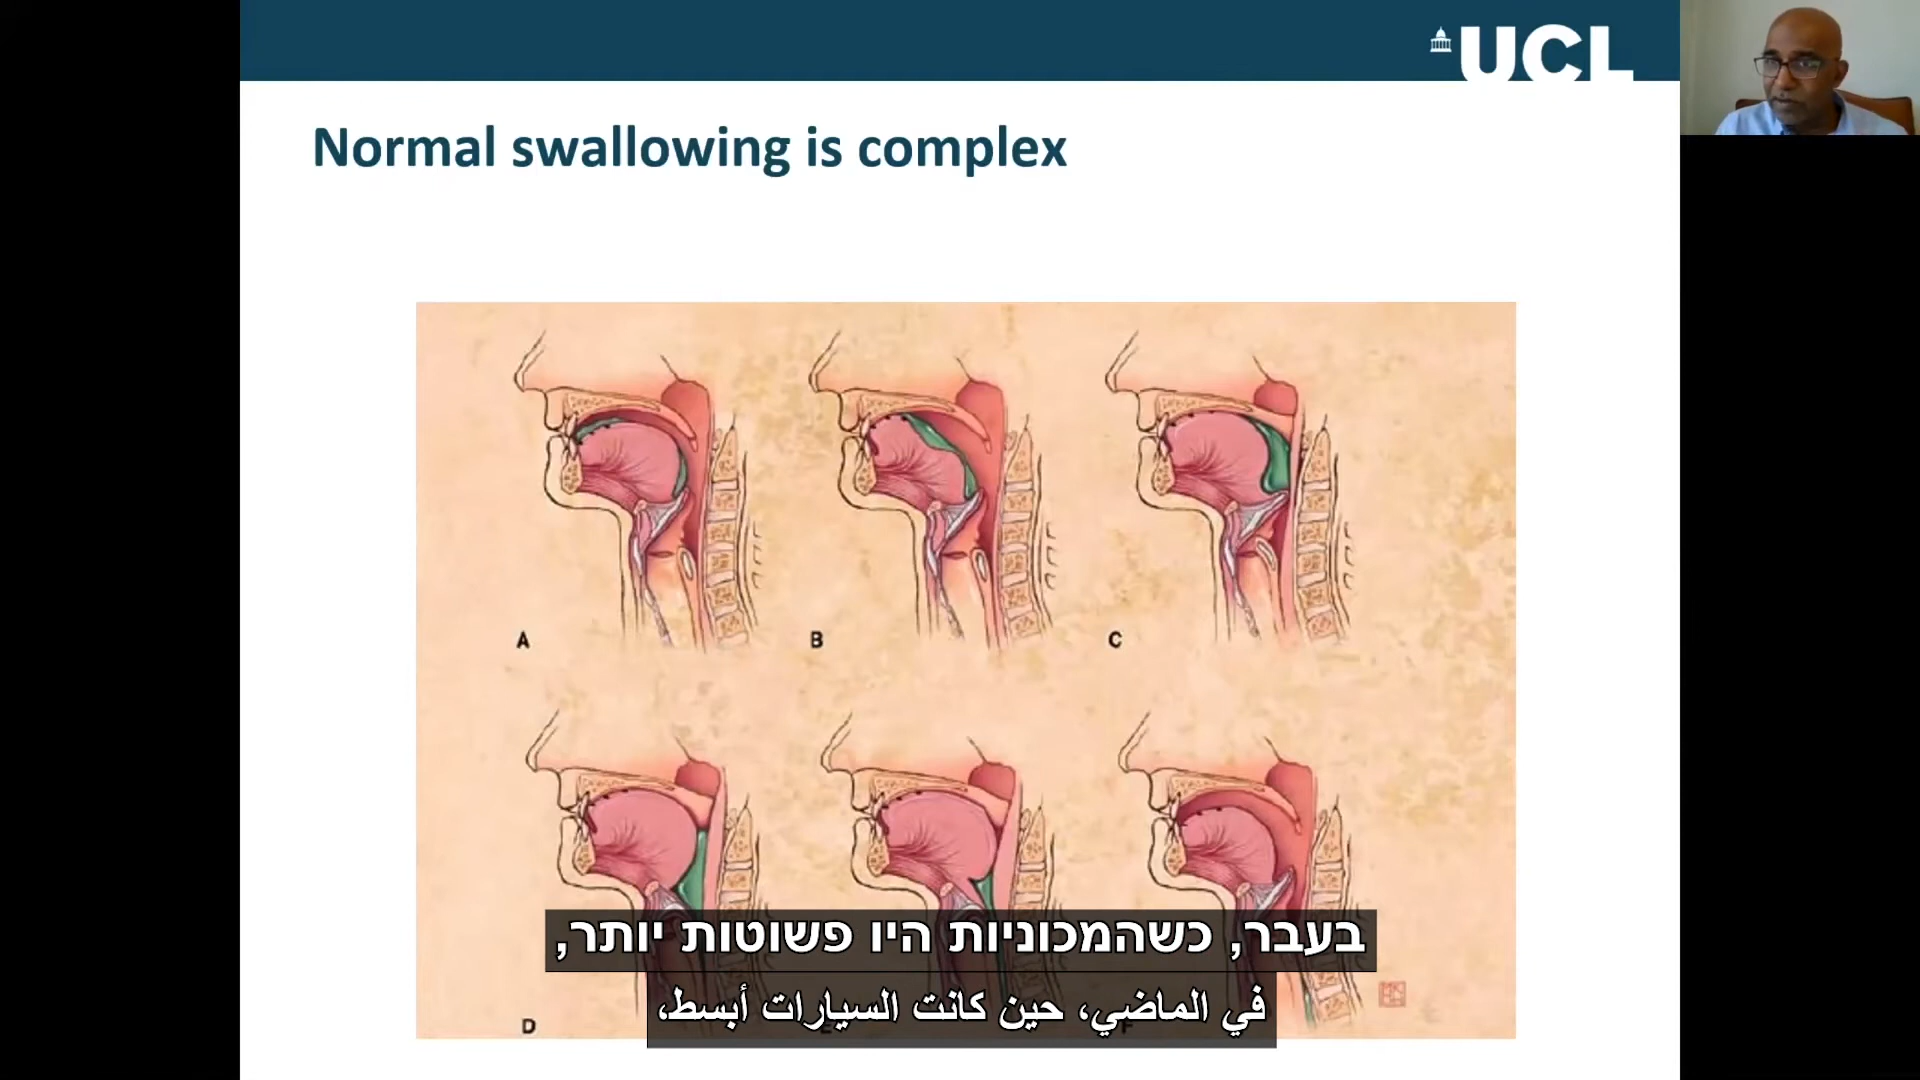 UCL
Normal swallowing is complex
A
B
C
בעבר, כשהמכוניות היו פשוטות יותר,
في الماضي، حين كانت السيارات أبسط،
D
E
F